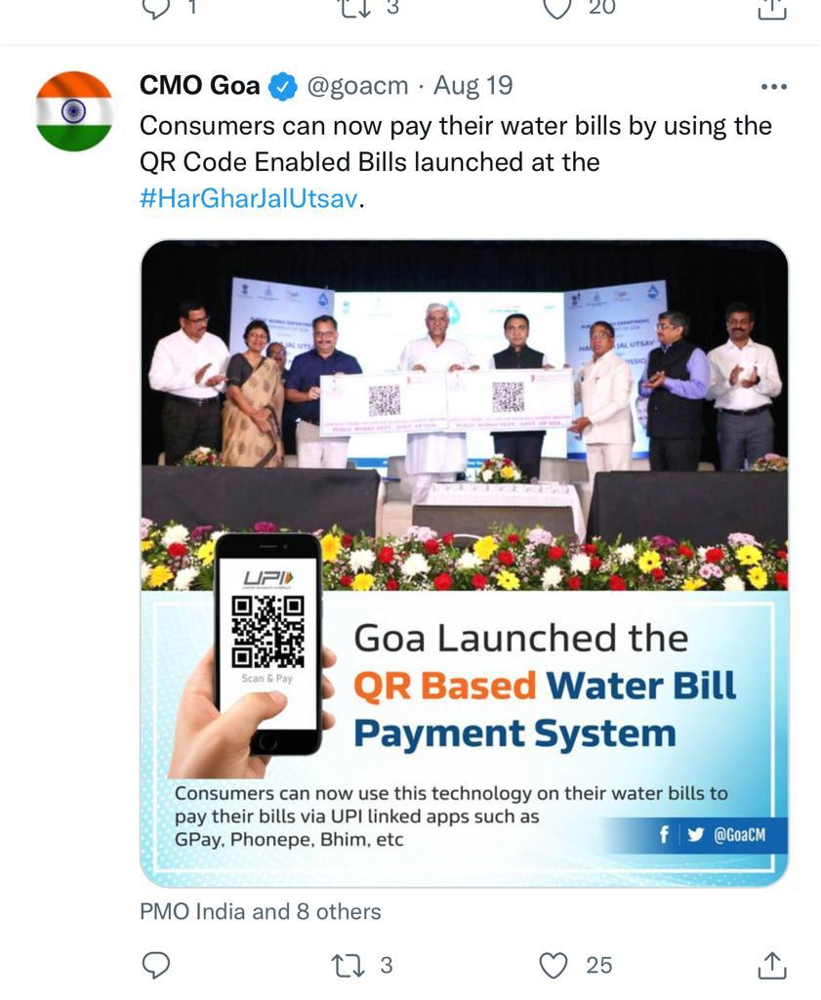 1 3 20
CMO Goa @goacm · Aug 19
Consumers can now pay their water bills by using the
QR Code Enabled Bills launched at the
#HarGharJalUtsav.
JAL UTSAV
UPI
Scan & Pay
Goa Launched the
QR Based Water Bill
Payment System
Consumers can now use this technology on their water bills to
pay their bills via UPI linked apps such as
GPay, Phonepe, Bhim, etc
@GoaCM
PMO India and 8 others
3 25